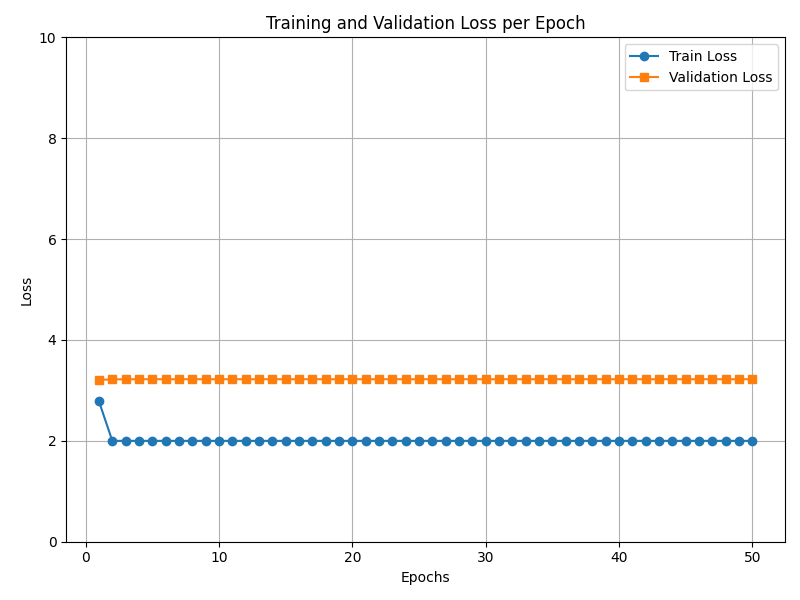 Training and Validation Loss per Epoch
Train Loss
Validation Loss
10
8
6
4
2
0
Loss
0 10 20 30 40 50
Epochs